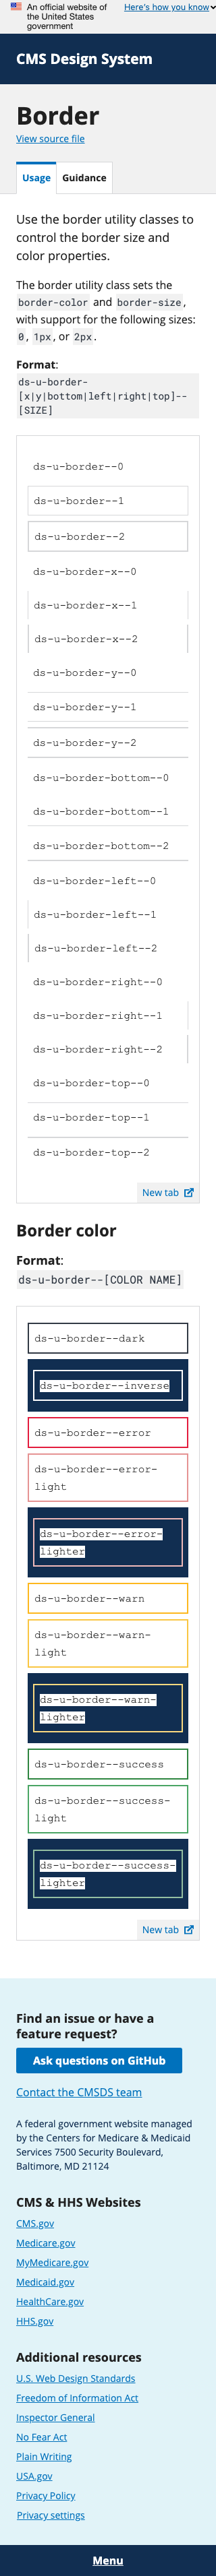 An official website of the United States government
Here's how you know
CMS Design System
Border
View source file
Usage
Guidance
Use the border utility classes to
control the border size and
color properties.
The border utility class sets the
border-color and border-size,
with support for the following sizes:
0, 1px, or 2px.
Format:
ds-u-border-
[x|y|bottom|left|right|top]--
[SIZE]
ds-u-border--0
ds-u-border--1
ds-u-border--2
ds-u-border-x--0
ds-u-border-x--1
ds-u-border-x--2
ds-u-border-y--0
ds-u-border-y--1
ds-u-border-y--2
ds-u-border-bottom--0
ds-u-border-bottom--1
ds-u-border-bottom--2
ds-u-border-left--0
ds-u-border-left--1
ds-u-border-left--2
ds-u-border-right--0
ds-u-border-right--1
ds-u-border-right--2
ds-u-border-top--0
ds-u-border-top--1
ds-u-border-top--2
New tab
Border color
Format:
ds-u-border--[COLOR NAME]
ds-u-border--dark
ds-u-border--inverse
ds-u-border--error
ds-u-border--error-
light
ds-u-border--error-
lighter
ds-u-border--warn
ds-u-border--warn-
light
ds-u-border--warn-
lighter
ds-u-border--success
ds-u-border--success-
light
ds-u-border--success-
lighter
New tab
Find an issue or have a
feature request?
Ask questions on GitHub
Contact the CMSDS team
A federal government website managed
by the Centers for Medicare & Medicaid
Services 7500 Security Boulevard,
Baltimore, MD 21124
CMS & HHS Websites
CMS.gov
Medicare.gov
MyMedicare.gov
Medicaid.gov
HealthCare.gov
HHS.gov
Additional resources
U.S. Web Design Standards
Freedom of Information Act
Inspector General
No Fear Act
Plain Writing
USA.gov
Privacy Policy
Privacy settings
Menu